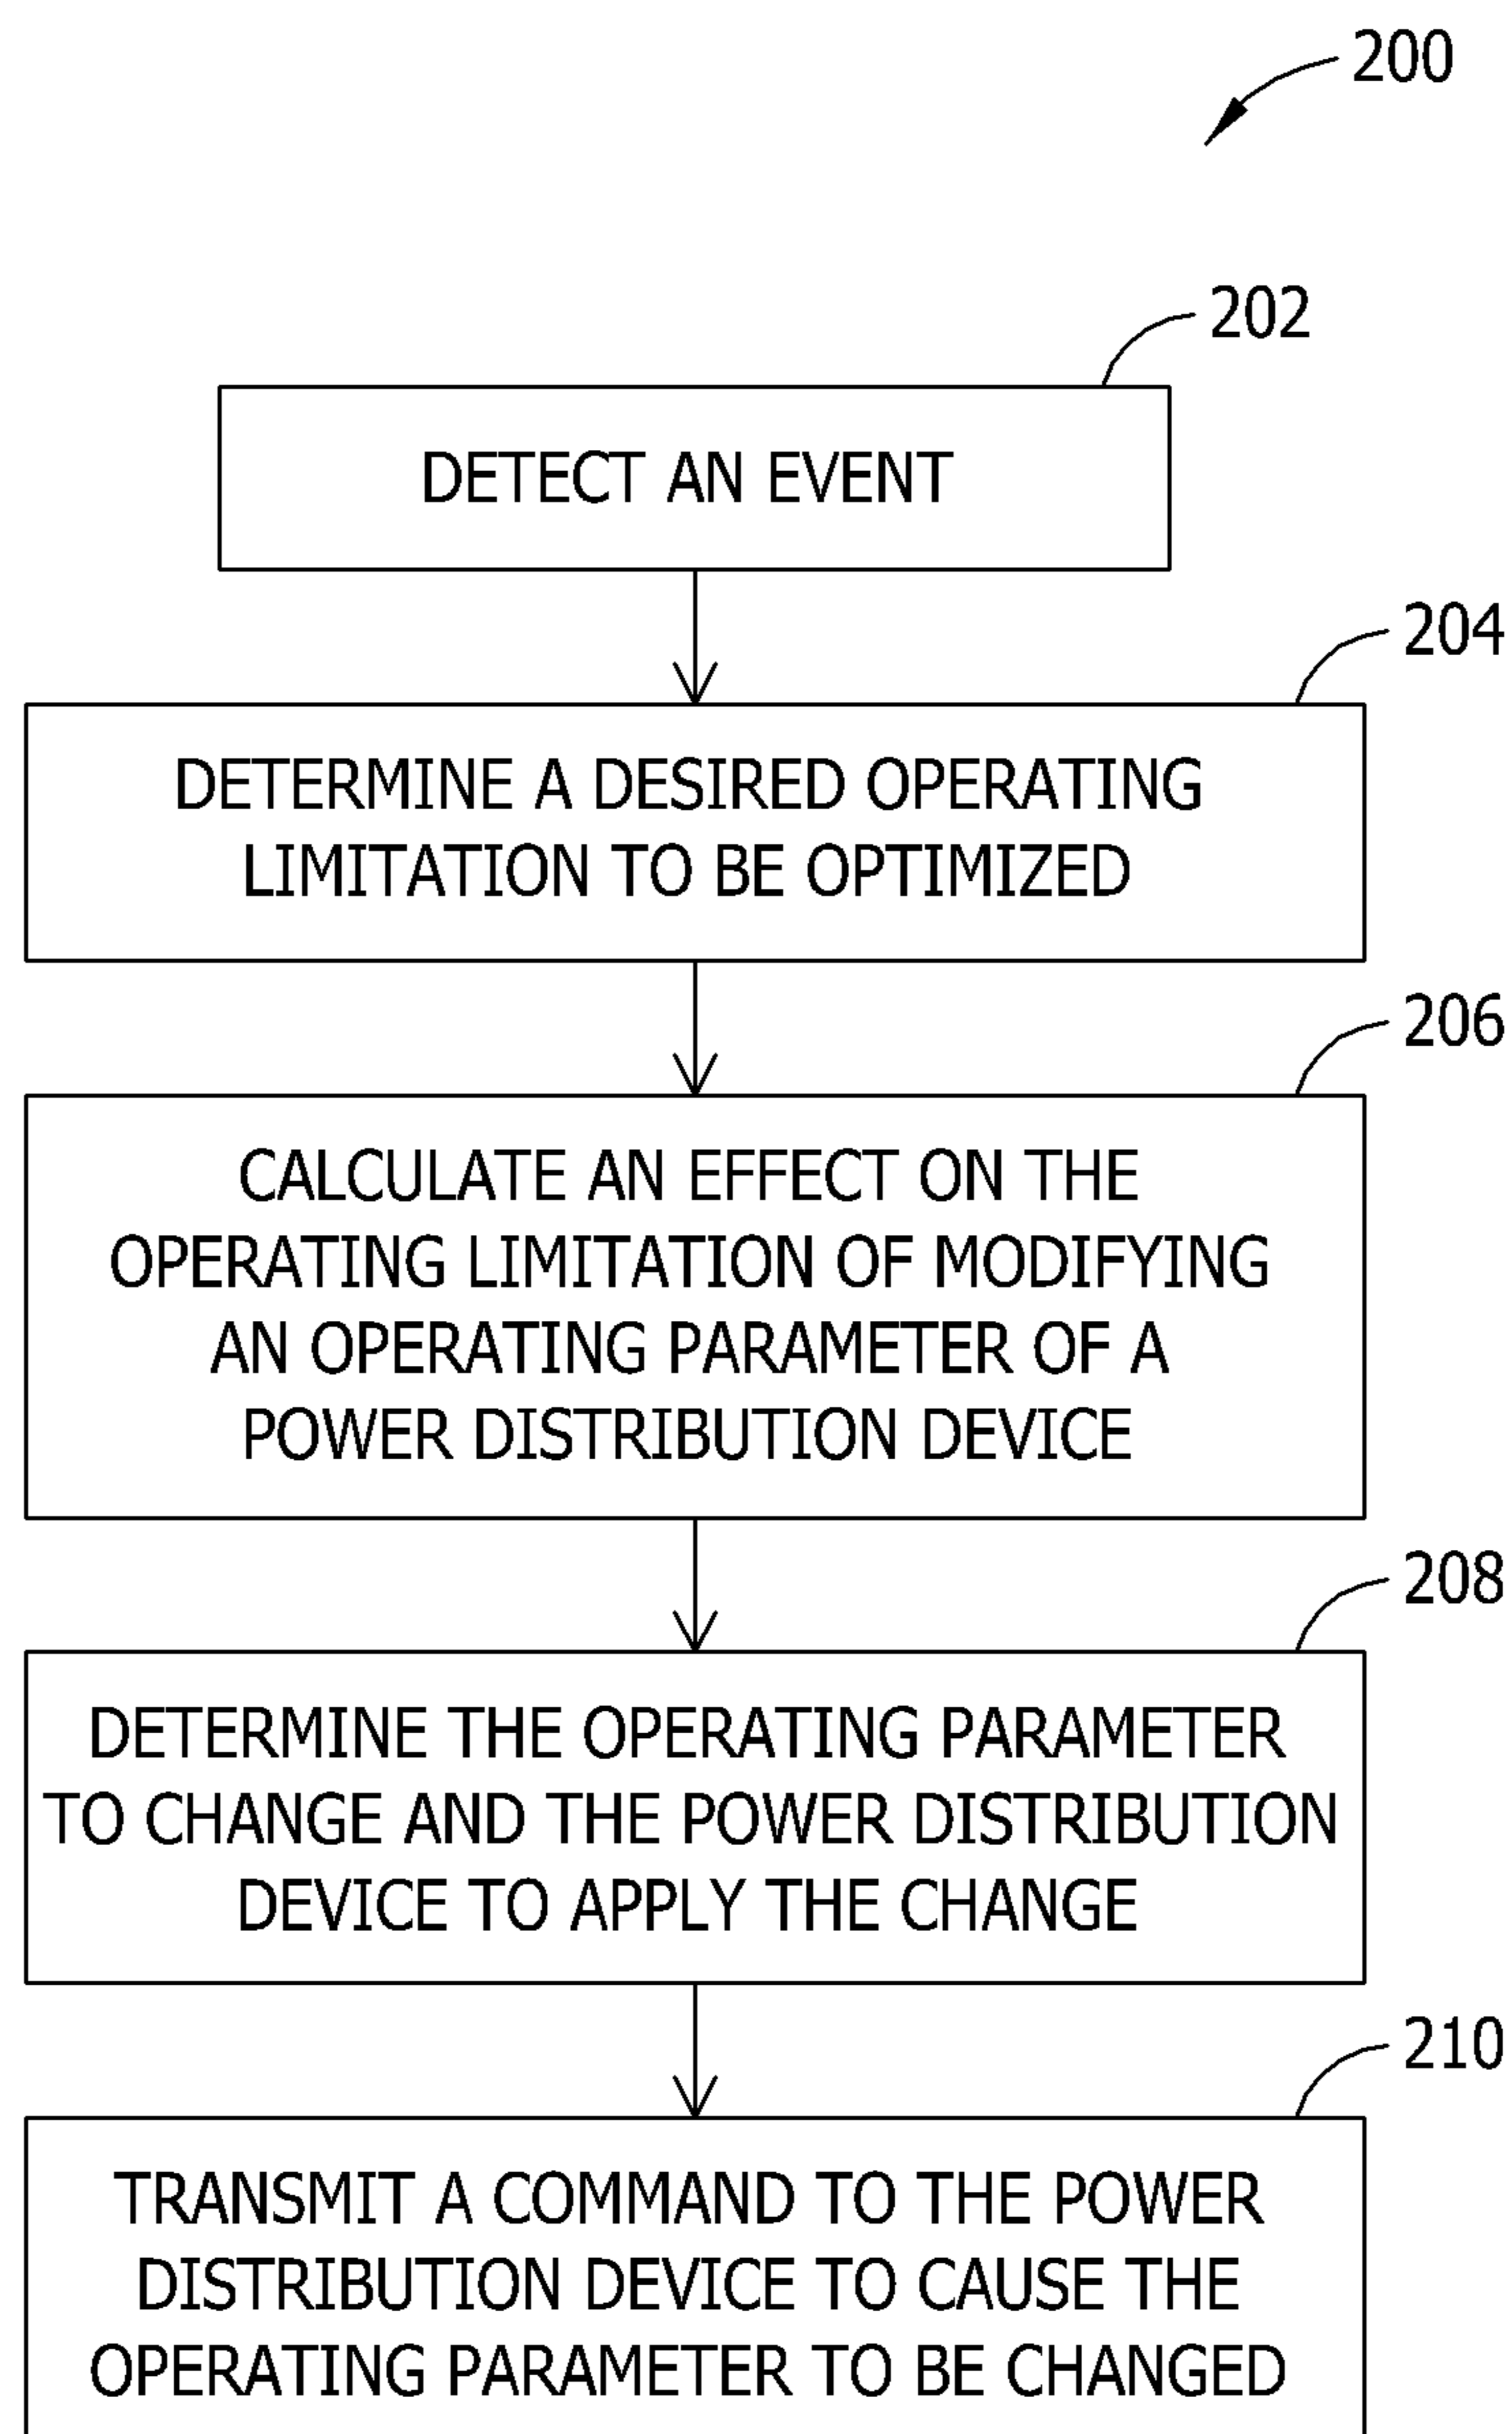 200
202
DETECT AN EVENT
204
DETERMINE A DESIRED OPERATING
LIMITATION TO BE OPTIMIZED
206
CALCULATE AN EFFECT ON THE
OPERATING LIMITATION OF MODIFYING
AN OPERATING PARAMETER OF A
POWER DISTRIBUTION DEVICE
208
DETERMINE THE OPERATING PARAMETER
TO CHANGE AND THE POWER DISTRIBUTION
DEVICE TO APPLY THE CHANGE
210
TRANSMIT A COMMAND TO THE POWER
DISTRIBUTION DEVICE TO CAUSE THE
OPERATING PARAMETER TO BE CHANGED